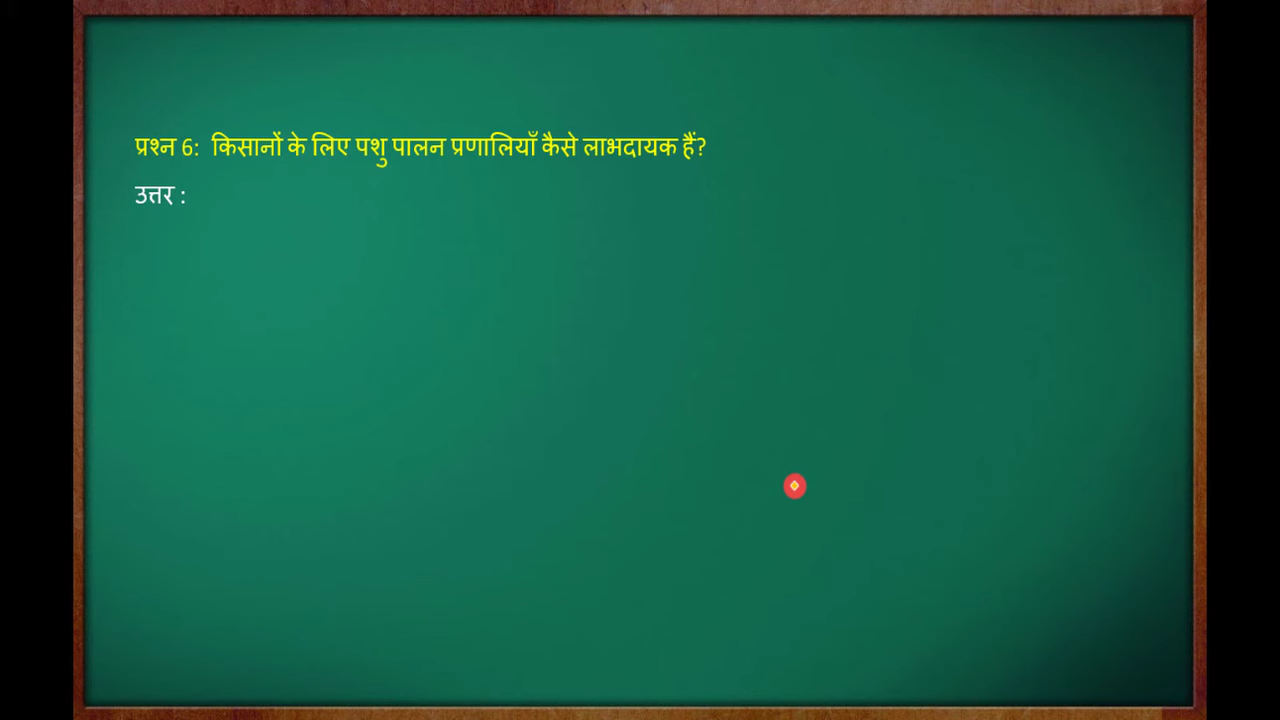 प्रश्न 6: किसानों के लिए पशु पालन प्रणालियाँ कैसे लाभदायक हैं?
उत्तर :